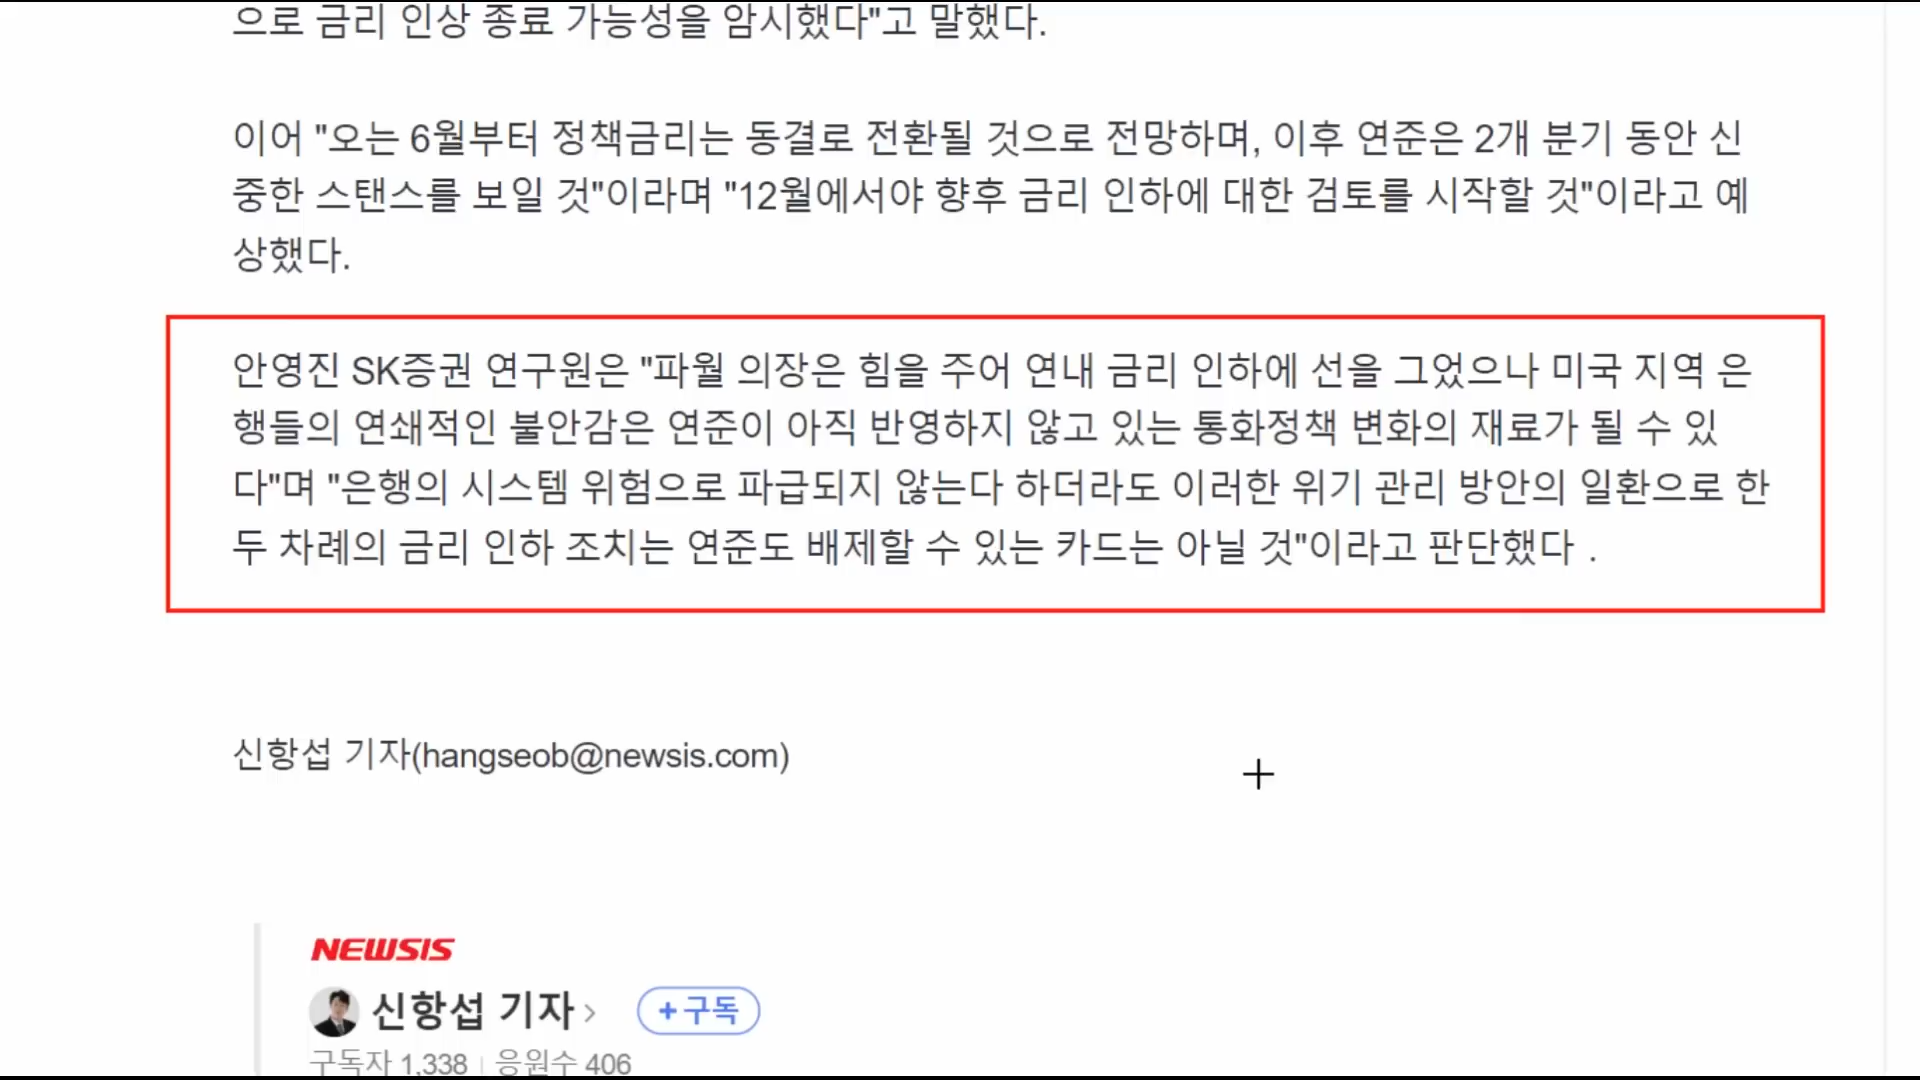 으로 금리 인상 종료 가능성을 암시했다"고 말했다.
이어 "오는 6월부터 정책금리는 동결로 전환될 것으로 전망하며, 이후 연준은 2개 분기 동안 신
중한 스탠스를 보일 것"이라며 "12월에서야 향후 금리 인하에 대한 검토를 시작할 것"이라고 예
상했다.
안영진 SK증권 연구원은 "파월 의장은 힘을 주어 연내 금리 인하에 선을 그었으나 미국 지역 은
행들의 연쇄적인 불안감은 연준이 아직 반영하지 않고 있는 통화정책 변화의 재료가 될 수 있
다"며 "은행의 시스템 위험으로 파급되지 않는다 하더라도 이러한 위기 관리 방안의 일환으로 한
두 차례의 금리 인하 조치는 연준도 배제할 수 있는 카드는 아닐 것"이라고 판단했다 .
신항섭 기자(hangseob@newsis.com)
NEWSIS
신항섭 기자 > + 구독
구독자 1,338 | 응원수 406